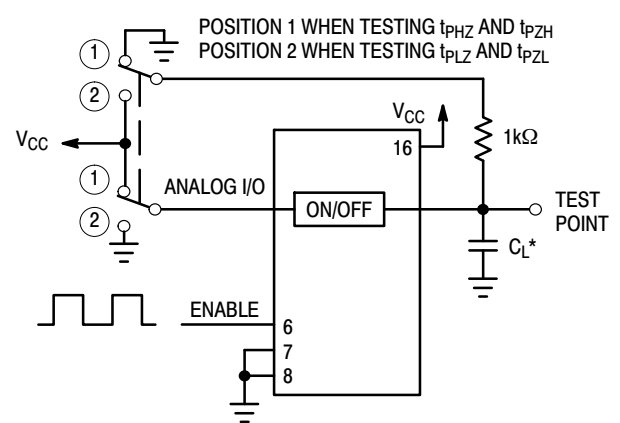 POSITION 1 WHEN TESTING tPHZ AND tPZH
POSITION 2 WHEN TESTING tPLZ AND tPZL
1
2
VCC
1
2
ANALOG I/O
ON/OFF
VCC
16
1kΩ
TEST
POINT
CL*
ENABLE
6
7
8